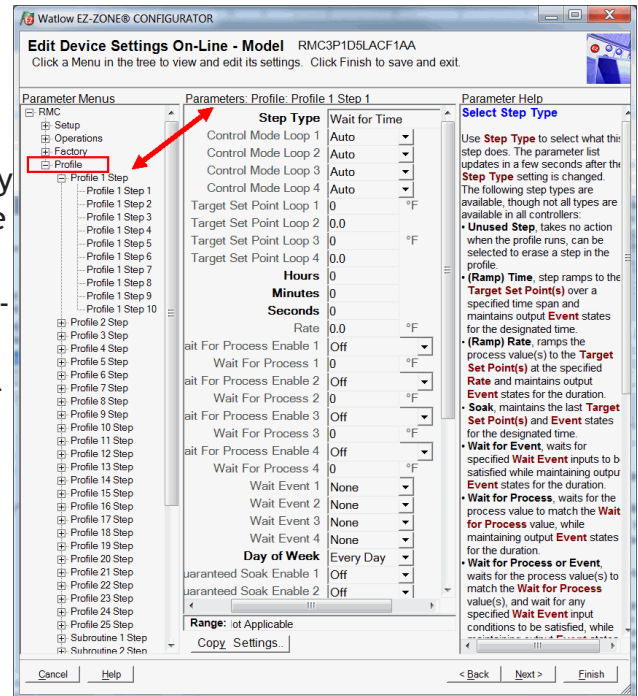 Watlow EZ-ZONE® CONFIGURATOR
Edit Device Settings On-Line - Model RMC3P1D5LACF1AA
Click a Menu in the tree to view and edit its settings. Click Finish to save and exit.
Parameter Menus
RMC
Setup
Operations
Factory
Profile
Profile 1 Step
Profile 1 Step 1
Profile 1 Step 2
Profile 1 Step 3
Profile 1 Step 4
Profile 1 Step 5
Profile 1 Step 6
Profile 1 Step 7
Profile 1 Step 8
Profile 1 Step 9
Profile 1 Step 10
Profile 2 Step
Profile 3 Step
Profile 4 Step
Profile 5 Step
Profile 6 Step
Profile 7 Step
Profile 8 Step
Profile 9 Step
Profile 10 Step
Profile 11 Step
Profile 12 Step
Profile 13 Step
Profile 14 Step
Profile 15 Step
Profile 16 Step
Profile 17 Step
Profile 18 Step
Profile 19 Step
Profile 20 Step
Profile 21 Step
Profile 22 Step
Profile 23 Step
Profile 24 Step
Profile 25 Step
Subroutine 1 Step
Subroutine 2 Step
Parameters: Profile: Profile 1 Step 1
Step Type Wait for Time
Control Mode Loop 1 Auto
Control Mode Loop 2 Auto
Control Mode Loop 3 Auto
Control Mode Loop 4 Auto
Target Set Point Loop 1 0 °F
Target Set Point Loop 2 0.0
Target Set Point Loop 3 0 °F
Target Set Point Loop 4 0.0
Hours 0
Minutes 0
Seconds 0
Rate 0.0 °F
ait For Process Enable 1 Off
Wait For Process 1 0 °F
ait For Process Enable 2 Off
Wait For Process 2 0 °F
ait For Process Enable 3 Off
Wait For Process 3 0 °F
ait For Process Enable 4 Off
Wait For Process 4 0 °F
Wait Event 1 None
Wait Event 2 None
Wait Event 3 None
Wait Event 4 None
Day of Week Every Day
uaranteed Soak Enable 1 Off
uaranteed Soak Enable 2 Off
Range: lot Applicable
Copy Settings..
Parameter Help
Select Step Type
Use Step Type to select what this
step does. The parameter list
updates in a few seconds after the
Step Type setting is changed.
The following step types are
available, though not all types are
available in all controllers:
• Unused Step, takes no action
when the profile runs, can be
selected to erase a step in the
profile.
• (Ramp) Time, step ramps to the
Target Set Point(s) over a
specified time span and
maintains output Event states
for the designated time.
• (Ramp) Rate, ramps the
process value(s) to the Target
Set Point(s) at the specified
Rate and maintains output
Event states for the duration.
• Soak, maintains the last Target
Set Point(s) and Event states
for the designated time.
• Wait for Event, waits for
specified Wait Event inputs to b
satisfied while maintaining output
Event states for the duration.
• Wait for Process, waits for the
process value to match the Wait
for Process value, while
maintaining output Event states
for the duration.
• Wait for Process or Event,
waits for the process value(s) to
match the Wait for Process
value(s), and wait for any
specified Wait Event input
conditions to be satisfied, while
Cancel Help < Back Next > Finish